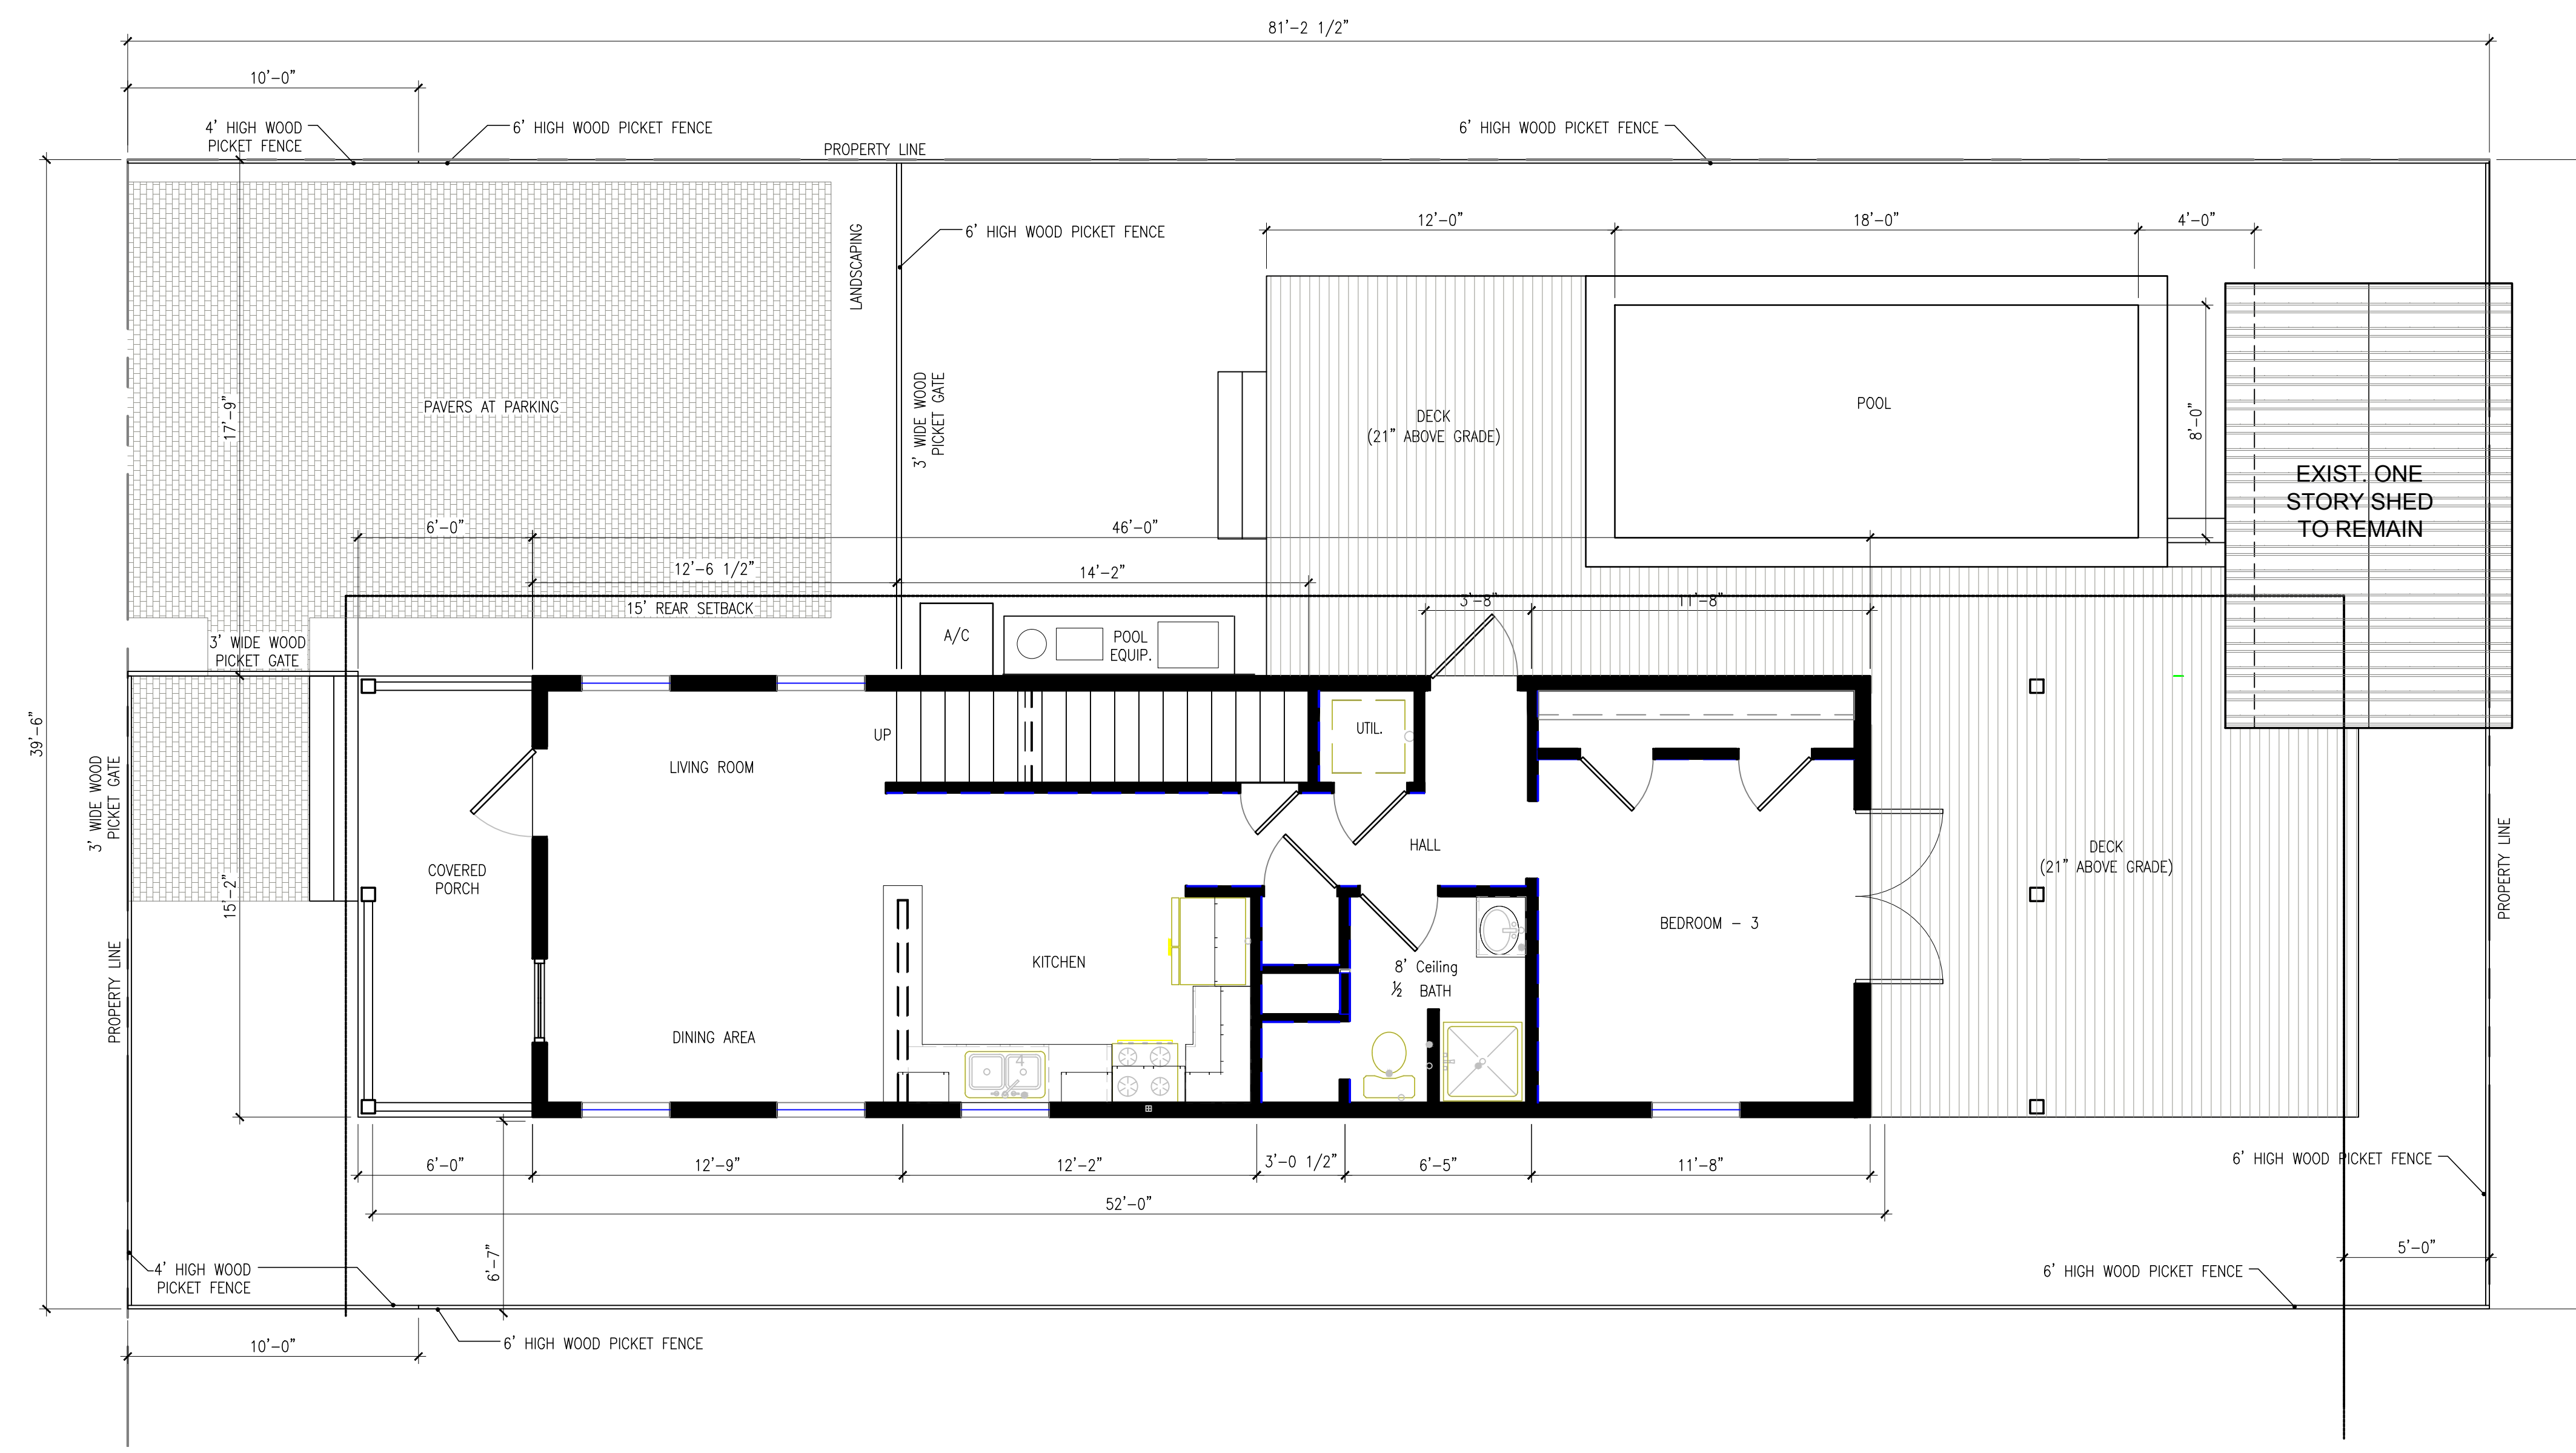 81'-2 1/2"
10'-0"
4' HIGH WOOD
PICKET FENCE
6' HIGH WOOD PICKET FENCE
6' HIGH WOOD PICKET FENCE
PROPERTY LINE
LANDSCAPING
6' HIGH WOOD PICKET FENCE
12'-0"
18'-0"
4'-0"
17'-9"
PAVERS AT PARKING
3' WIDE WOOD
PICKET GATE
DECK
(21" ABOVE GRADE)
POOL
8'-0"
EXIST. ONE
STORY SHED
TO REMAIN
6'-0"
46'-0"
12'-6 1/2"
14'-2"
15' REAR SETBACK
3'-8"
11'-8"
3' WIDE WOOD
PICKET GATE
A/C
POOL
EQUIP.
39'-6"
UP
UTIL.
LIVING ROOM
3' WIDE WOOD
PICKET GATE
HALL
COVERED
PORCH
15'-2"
DECK
(21" ABOVE GRADE)
PROPERTY LINE
BEDROOM - 3
KITCHEN
8' Ceiling
½ BATH
PROPERTY LINE
DINING AREA
4
6'-0"
12'-9"
12'-2"
3'-0 1/2"
6'-5"
11'-8"
6' HIGH WOOD PICKET FENCE
52'-0"
6'-7"
5'-0"
4' HIGH WOOD
PICKET FENCE
6' HIGH WOOD PICKET FENCE
10'-0"
6' HIGH WOOD PICKET FENCE